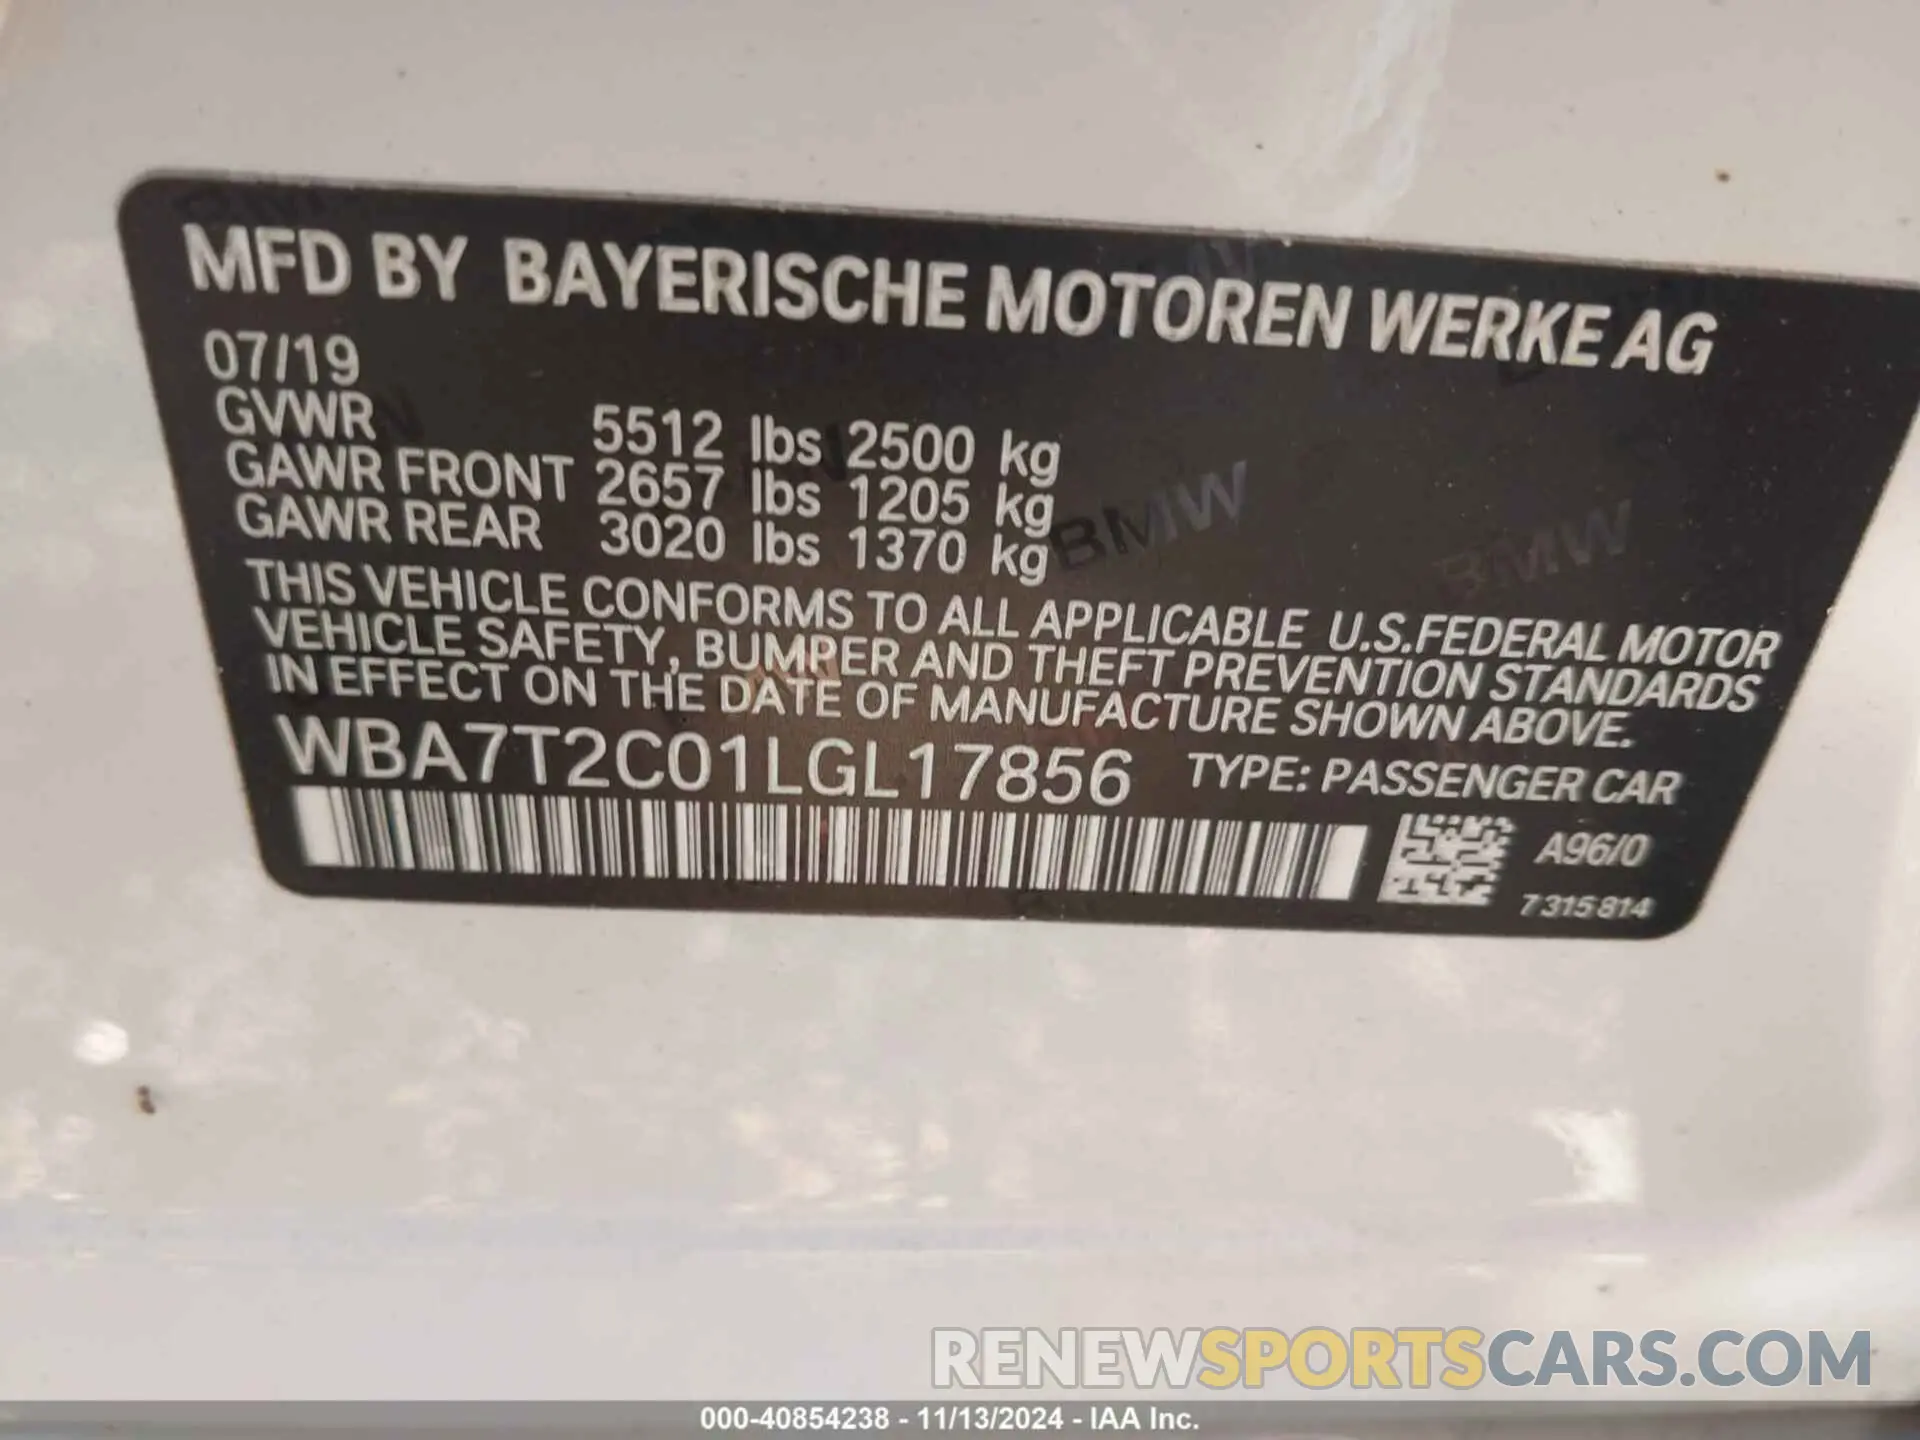 MFD BY BAYERISCHE MOTOREN WERKE AG
07/19
GVWR 5512 lbs 2500 kg
GAWR FRONT 2657 lbs 1205 kg
GAWR REAR 3020 lbs 1370 kg
BMW BMW
THIS VEHICLE CONFORMS TO ALL APPLICABLE U.S.FEDERAL MOTOR
VEHICLE SAFETY, BUMPER AND THEFT PREVENTION STANDARDS
IN EFFECT ON THE DATE OF MANUFACTURE SHOWN ABOVE.
WBA7T2C01LGL17856 TYPE: PASSENGER CAR
A96/0
7315814
RENEWSPORTSCARS.COM
000-40854238 - 11/13/2024 - IAA Inc.